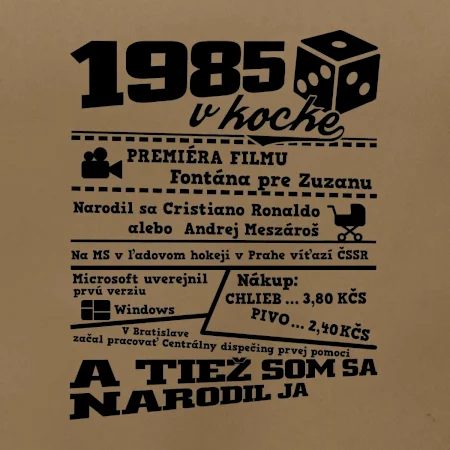 1985
v kocke
PREMIÉRA FILMU
Fontána pre Zuzanu
Narodil sa Cristiano Ronaldo
alebo Andrej Meszároš
Na MS v ľadovom hokeji v Prahe víťazí ČSSR
Microsoft uverejnil
prvú verziu
Windows
Nákup:
CHLIEB ... 3,80 KČS
PIVO ... 2,40 KČS
V Bratislave
začal pracovať Centrálny dispečing prvej pomoci
A TIEŽ SOM SA
NARODIL JA